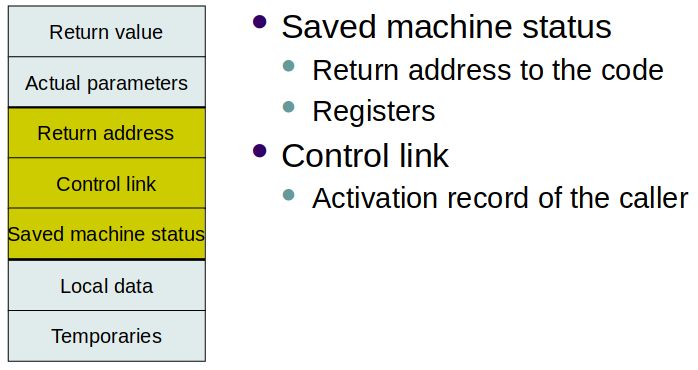 Return value
Actual parameters
Return address
Control link
Saved machine status
Local data
Temporaries
Saved machine status
Return address to the code
Registers
Control link
Activation record of the caller